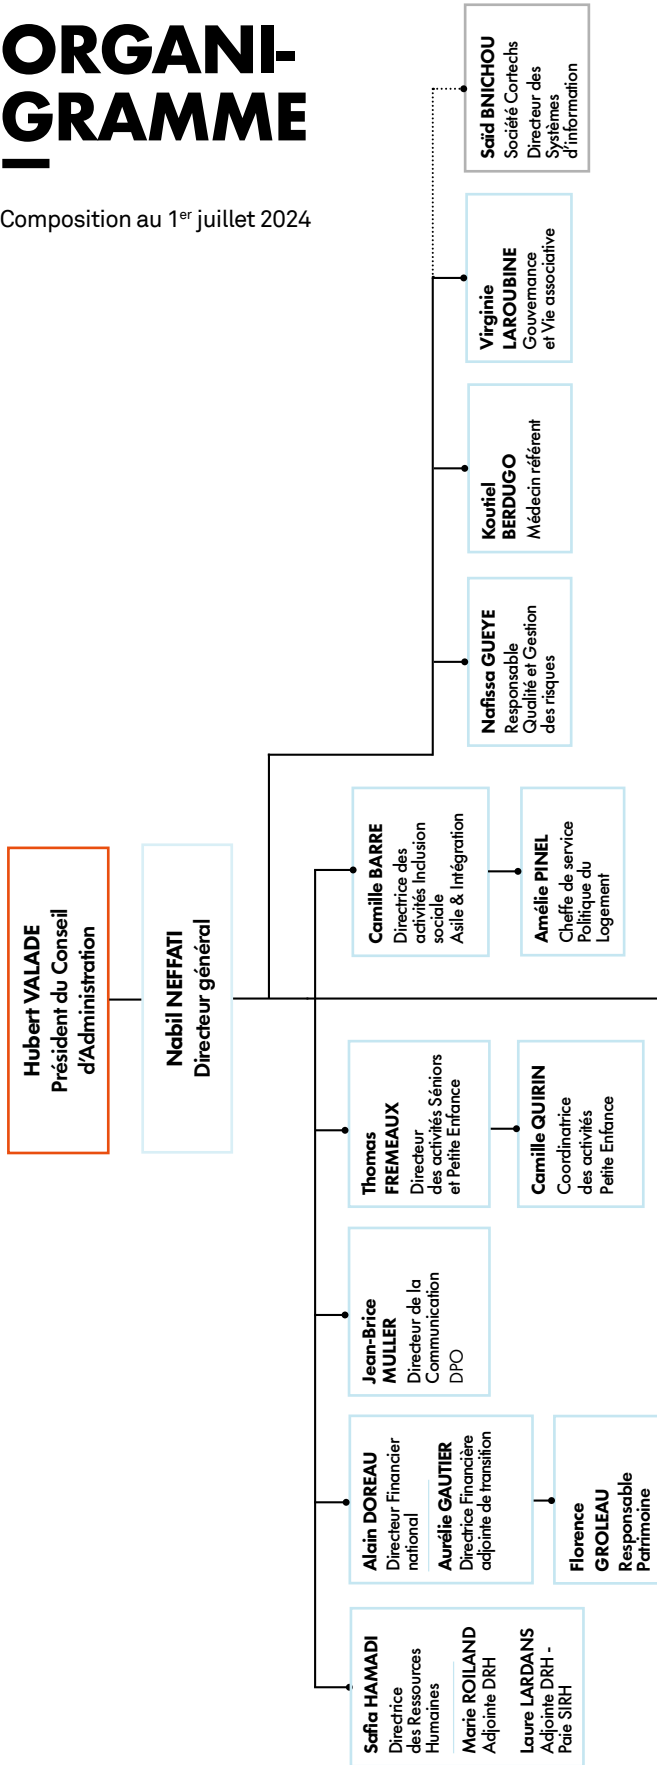 ORGANI-
GRAMME
Composition au 1er juillet 2024
Hubert VALADE
Président du Conseil
d'Administration
Nabil NEFFATI
Directeur général
Safia HAMADI
Directrice
des Ressources
Humaines
Marie ROILAND
Adjointe DRH
Laure LARDANS
Adjointe DRH -
Paie SIRH
Alain DOREAU
Directeur Financier
national
Aurélie GAUTIER
Directrice Financière
adjointe de transition
Florence
GROLEAU
Responsable
Patrimoine
Jean-Brice
MULLER
Directeur de la
Communication
DPO
Thomas
FREMEAUX
Directeur
des activités Séniors
et Petite Enfance
Camille QUIRIN
Coordinatrice
des activités
Petite Enfance
Camille BARRE
Directrice des
activités Inclusion
sociale
Asile & Intégration
Amélie PINEL
Cheffe de service
Politique du
Logement
Nafissa GUEYE
Responsable
Qualité et Gestion
des risques
Koutiel
BERDUGO
Médecin référent
Virginie
LAROUBINE
Gouvernance
et Vie associative
Saïd BNICHOU
Société Cortechs
Directeur des
Systèmes
d'information